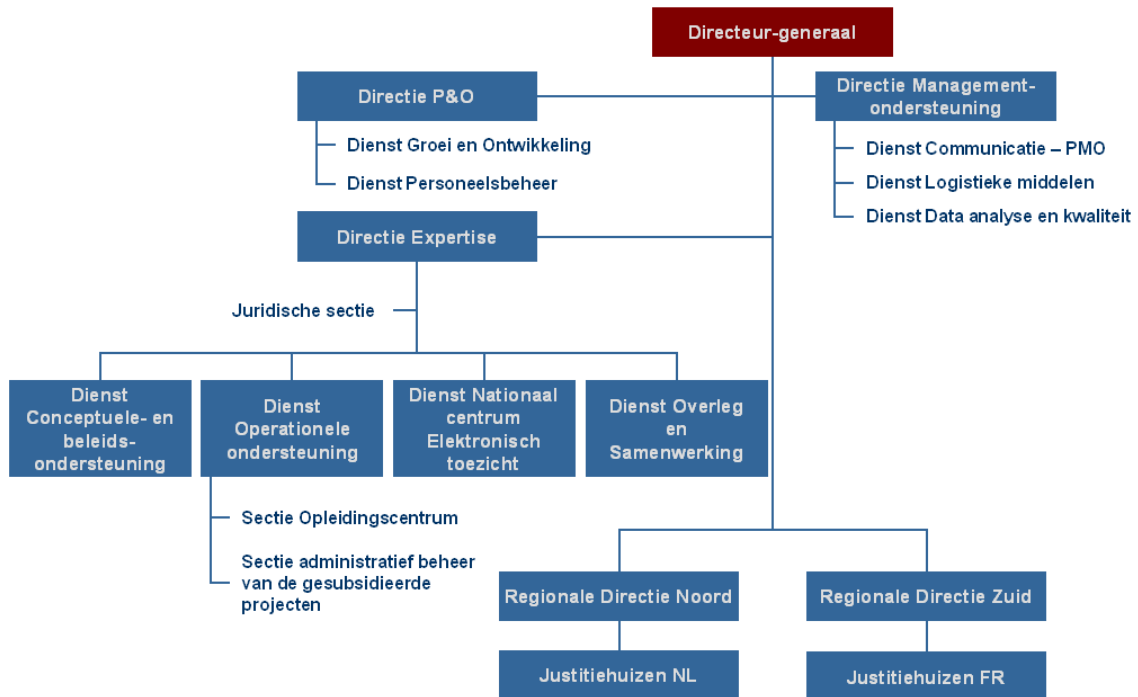 Directeur-generaal
Directie P&O
Directie Management-
ondersteuning
Dienst Groei en Ontwikkeling
Dienst Personeelsbeheer
Dienst Communicatie – PMO
Dienst Logistieke middelen
Dienst Data analyse en kwaliteit
Directie Expertise
Juridische sectie
Dienst
Conceptuele- en
beleids-
ondersteuning
Dienst
Operationele
ondersteuning
Dienst Nationaal
centrum
Elektronisch
toezicht
Dienst Overleg
en
Samenwerking
Sectie Opleidingscentrum
Sectie administratief beheer
van de gesubsidieerde
projecten
Regionale Directie Noord
Regionale Directie Zuid
Justitiehuizen NL
Justitiehuizen FR